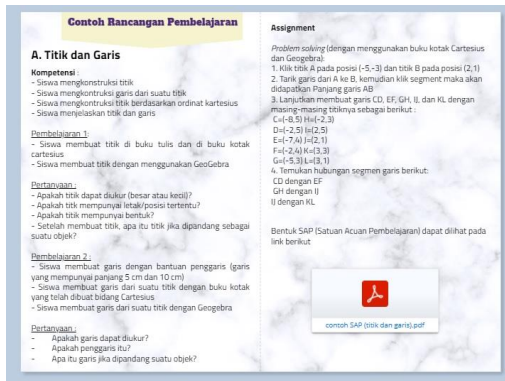 Contoh Rancangan Pembelajaran
A. Titik dan Garis
Kompetensi :
- Siswa mengkonstruksi titik
- Siswa mengkontruksi garis dari suatu titik
- Siswa mengkontruksi titik berdasarkan ordinat kartesius
- Siswa menjelaskan titik dan garis
Pembelajaran 1:
- Siswa membuat titik di buku tulis dan di buku kotak
cartesius
- Siswa membuat titik dengan menggunakan GeoGebra
Pertanyaan :
- Apakah titik dapat diukur (besar atau kecil)?
- Apakah titk mempunyai letak/posisi tertentu?
- Apakah titik mempunyai bentuk?
- Setelah membuat titik, apa itu titik jika dipandang sebagai
suatu objek?
Pembelajaran 2 :
- Siswa membuat garis dengan bantuan penggaris (garis
yang mempunyai panjang 5 cm dan 10 cm)
- Siswa membuat garis dari suatu titik dengan buku kotak
yang telah dibuat bidang Cartesius
- Siswa membuat garis dari suatu titik dengan Geogebra
Pertanyaan :
- Apakah garis dapat diukur?
- Apakah penggaris itu?
- Apa itu garis jika dipandang suatu objek?
Assignment
Problem solving (dengan menggunakan buku kotak Cartesius
dan Geogebra):
1. Klik titik A pada posisi (-5,-3) dan titik B pada posisi (2,1)
2. Tarik garis dari A ke B, kemudian klik segment maka akan
didapatkan Panjang garis AB
3. Lanjutkan membuat garis CD, EF, GH, IJ, dan KL dengan
masing-masing titiknya sebagai berikut :
C=(-8,5) H=(-2,3)
D=(-2,5) I=(2,5)
E=(-7,4) J=(2,1)
F=(-2,4) K=(3,3)
G=(-5,3) L=(3,1)
4. Temukan hubungan segmen garis berikut:
CD dengan EF
GH dengan IJ
IJ dengan KL
Bentuk SAP (Satuan Acuan Pembelajaran) dapat dilihat pada
link berikut
contoh SAP (titik dan garis).pdf